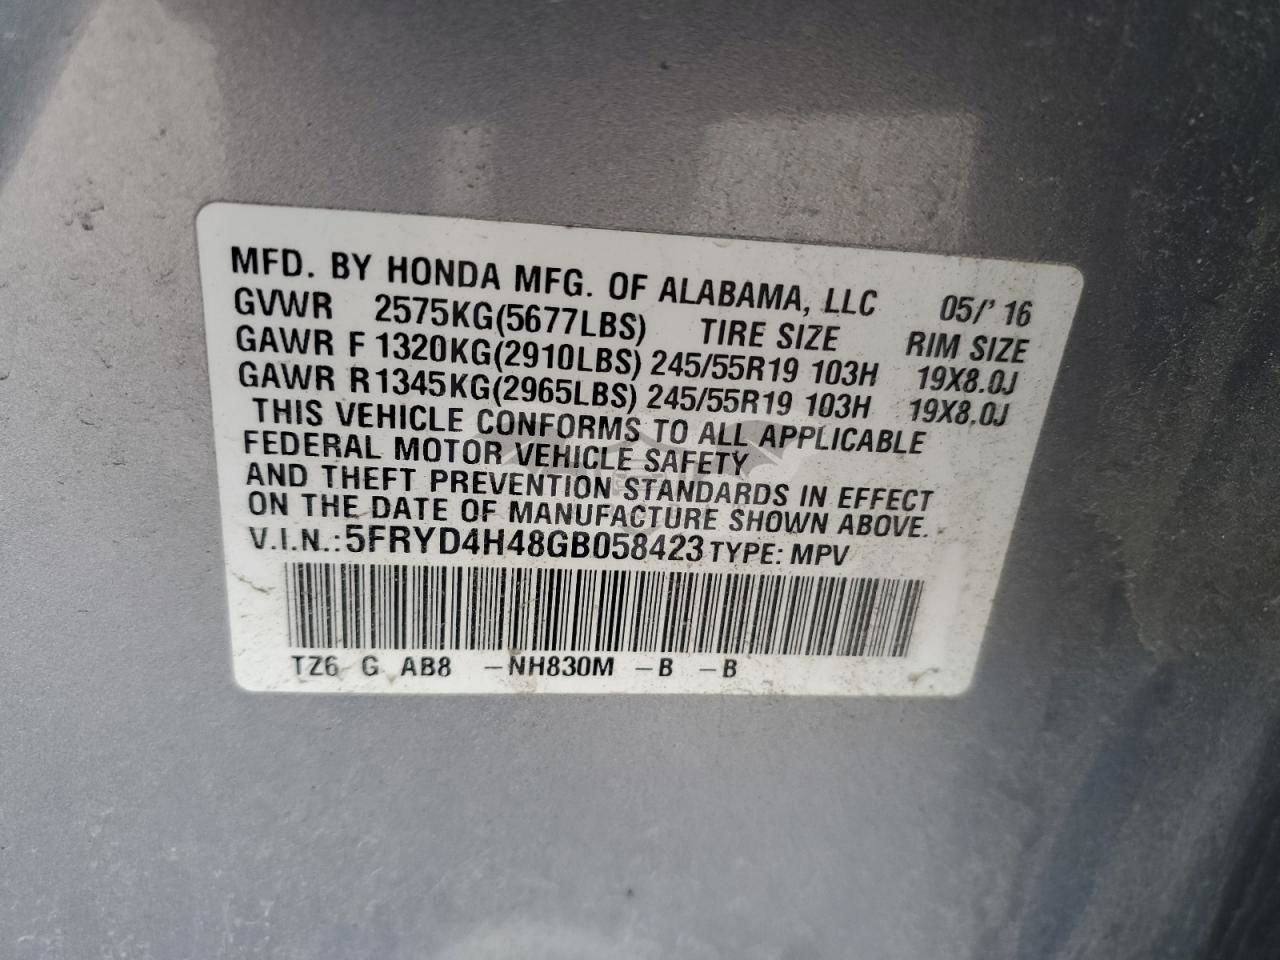 MFD. BY HONDA MFG. OF ALABAMA, LLC 05/' 16
GVWR 2575KG(5677LBS) TIRE SIZE RIM SIZE
GAWR F 1320KG(2910LBS) 245/55R19 103H 19X8.0J
GAWR R 1345KG(2965LBS) 245/55R19 103H 19X8.0J
THIS VEHICLE CONFORMS TO ALL APPLICABLE
FEDERAL MOTOR VEHICLE SAFETY
AND THEFT PREVENTION STANDARDS IN EFFECT
ON THE DATE OF MANUFACTURE SHOWN ABOVE.
V.I.N.: 5FRYD4H48GB058423 TYPE: MPV
TZ6 G AB8 -NH830M -B -B